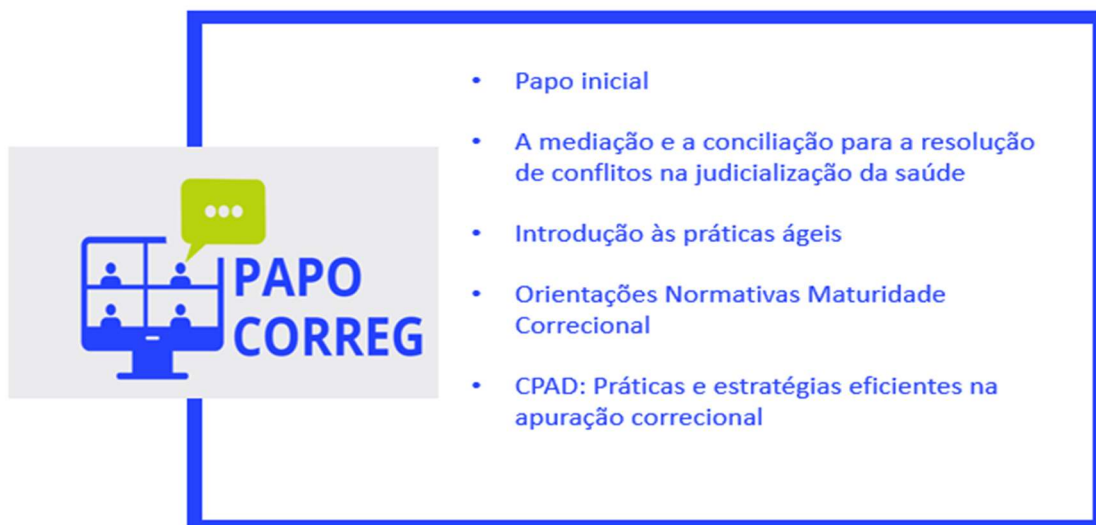 PAPO
CORREG
• Papo inicial
• A mediação e a conciliação para a resolução
de conflitos na judicialização da saúde
• Introdução às práticas ágeis
• Orientações Normativas Maturidade
Correcional
• CPAD: Práticas e estratégias eficientes na
apuração correcional